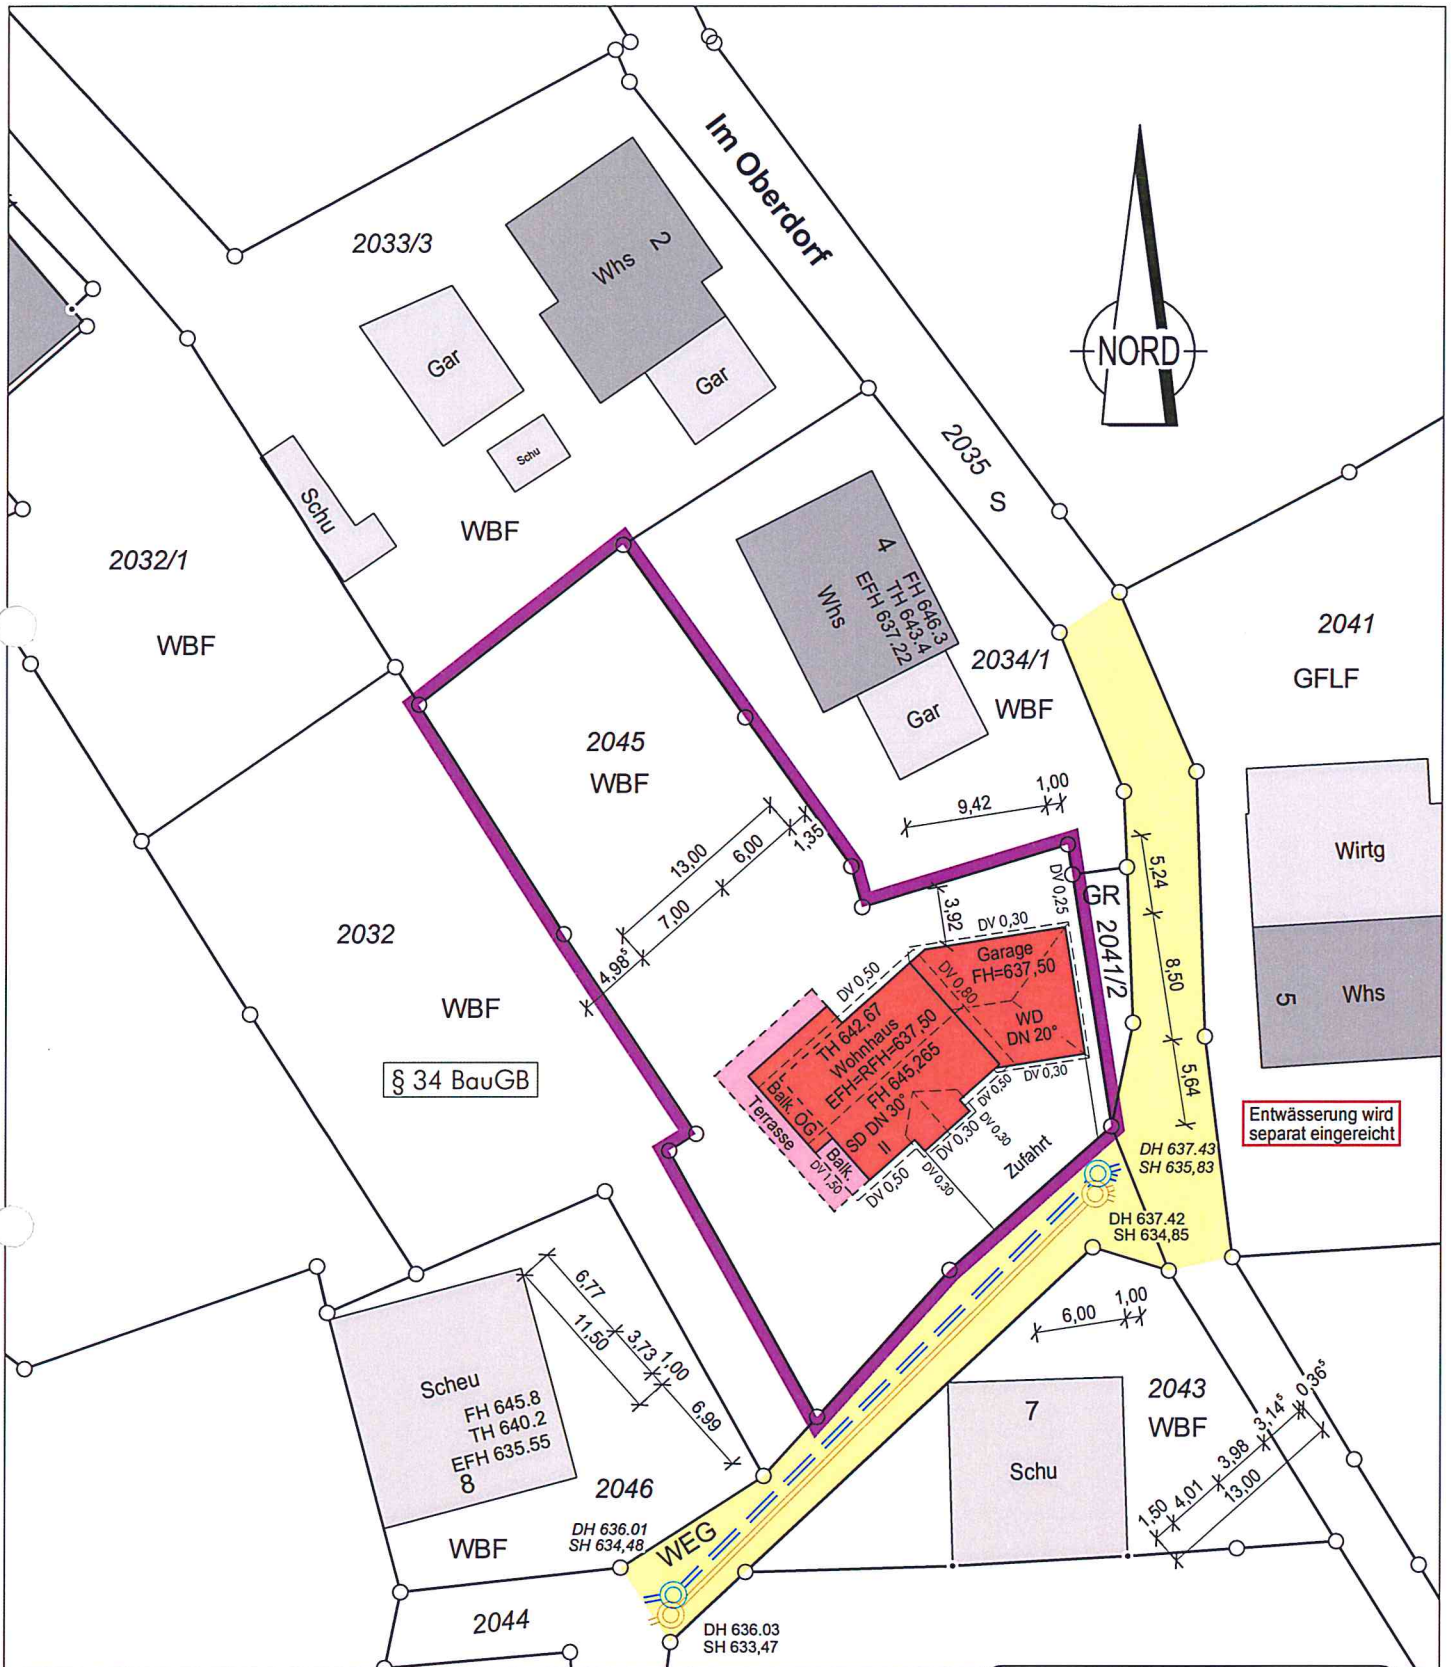 Im Oberdorf
2033/3
Whs 2
Gar
Gar
Schu
Schu
WBF
NORD
2035
S
2032/1
WBF
4
Whs
FH 646.3
TH 643.4
EFH 637.22
2034/1
WBF
Gar
2041
GFLF
2045
WBF
9,42
1,00
13,00
6,00
1,35
7,00
4,98⁵
5,24
8,50
5,64
Wirtg
5
Whs
2032
WBF
§ 34 BauGB
3,92
DV 0,30
DV 0,25
GR
2041/2
Garage
FH=637,50
DV 0,50
DV 0,80
WD
DN 20°
DV 0,30
TH 642,67
Wohnhaus
EFH=RFH=637,50
FH 645,265
SD DN 30°
II
Balk. OG
Terrasse
Balk.
DV 1,50
DV 0,50
DV 0,30
DV 0,30
DV 0,50
DV 0,30
Zufahrt
Entwässerung wird
separat eingereicht
DH 637.43
SH 635,83
DH 637.42
SH 634,85
6,77
11,50
3,73
1,00
6,99
6,00
1,00
Scheu
FH 645.8
TH 640.2
EFH 635.55
8
7
Schu
2043
WBF
0,36⁵
3,14⁵
3,98
4,01
1,50
13,00
2046
WBF
DH 636.01
SH 634,48
WEG
2044
DH 636.03
SH 633,47